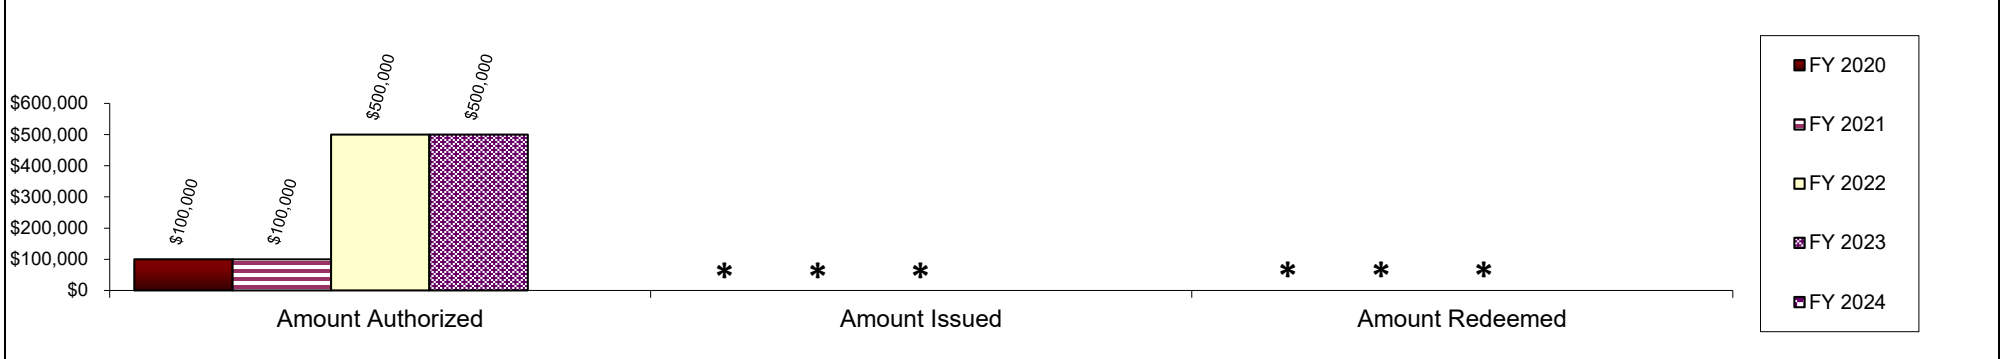 $600,000
$500,000
$400,000
$300,000
$200,000
$100,000
$0
$100,000
$100,000
$500,000
$500,000
* * *
* * *
Amount Authorized
Amount Issued
Amount Redeemed
FY 2020
FY 2021
FY 2022
FY 2023
FY 2024